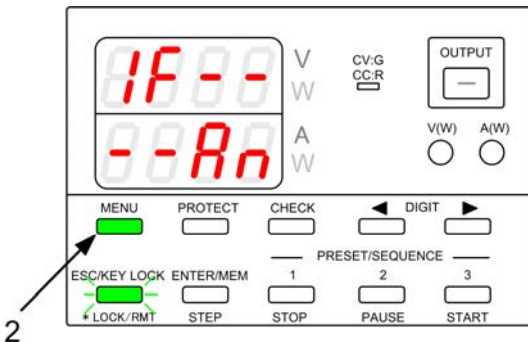 1F--
V
W
CV:G
CC:R
OUTPUT
--An
A
W
V(W) A(W)
MENU PROTECT CHECK ◀ DIGIT ▶
PRESET/SEQUENCE
ESC/KEY LOCK ENTER/MEM 1 2 3
* LOCK/RMT STEP STOP PAUSE START
2